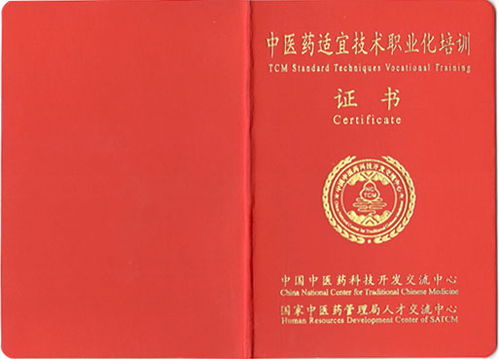 中医药适宜技术职业化培训
TCM Standard Techniques Vocational Training
证 书
Certificate
TCM
中国中医药科技开发交流中心
China National Center for Traditional Chinese Medicine
国家中医药管理局人才交流中心
Human Resources Development Center of SATCM